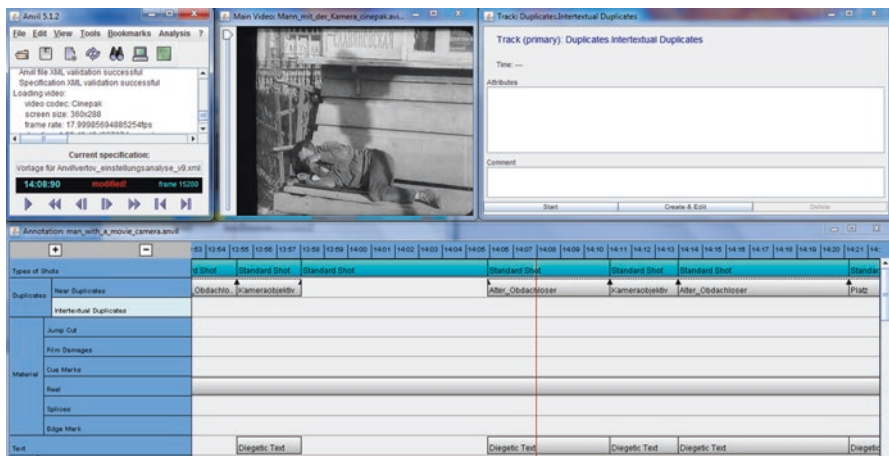 Anvil 5.1.2
File Edit View Tools Bookmarks Analysis ?
Anvil file XML validation successful
Specification XML validation successful
Loading video:
video codec: Cinepak
screen size: 360x288
frame rate: 17.99985694885254fps
Current specification:
Vorlage für Anvillvertov_einstellungsanalyse_v9.xml
14:08:90 modified! frame 15280
Main Video: Mann_mit_der_Kamera_cinepak.avi...
Track: Duplicates.Intertextual Duplicates
Track (primary): Duplicates.Intertextual Duplicates
Time: ---
Attributes
Comment
Start Create & Edit Delete
Annotation: man_with_a_movie_camera.anvil
+ -
:53 13:54 13:55 13:56 13:57 13:58 13:59 14:00 14:01 14:02 14:03 14:04 14:05 14:06 14:07 14:08 14:09 14:10 14:11 14:12 14:13 14:14 14:15 14:16 14:17 14:18 14:19 14:20 14:21 14:
Types of Shots
d Shot Standard Shot Standard Shot Standard Shot Standard Shot Standard Shot Standar
Duplicates
Near Duplicates
_Obdachlo.. Kameraobjektiv Alter_Obdachloser Kameraobjektiv Alter_Obdachloser Platz
Intertextual Duplicates
Material
Jump Cut
Film Damages
Cue Marks
Reel
Splices
Edge Mark
Text
Diegetic Text Diegetic Text Diegetic Text Diegetic Text Diegetic